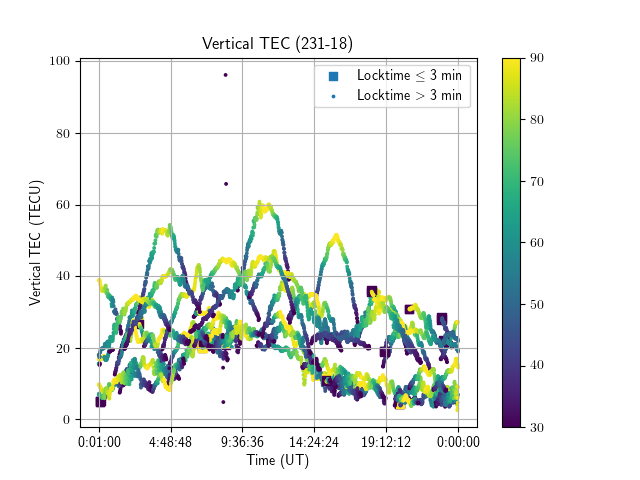 Vertical TEC (231-18)
Locktime ≤ 3 min
Locktime > 3 min
Vertical TEC (TECU)
100
80
60
40
20
0
0:01:00 4:48:48 9:36:36 14:24:24 19:12:12 0:00:00
Time (UT)
90
80
70
60
50
40
30